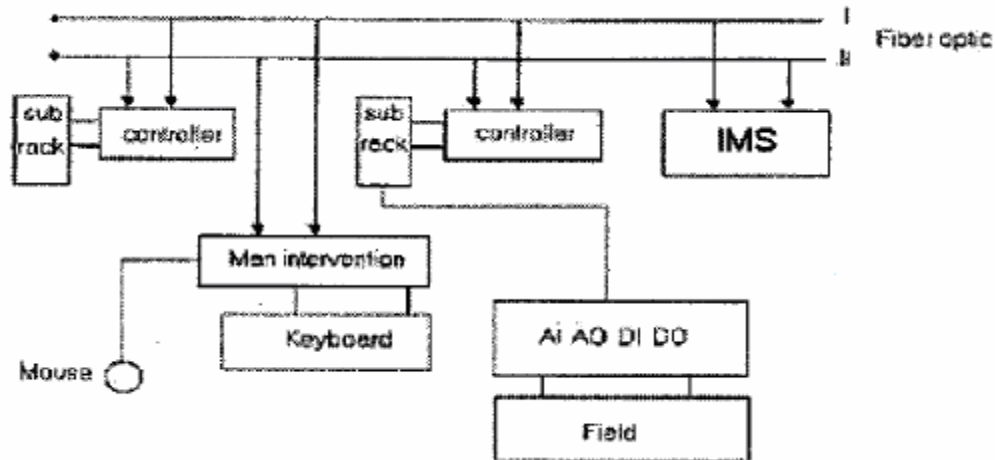 I
Fiber optic
II
sub
rack
controller
sub
rack
controller
IMS
Man intervention
Keyboard
Mouse
AI AO DI DO
Field